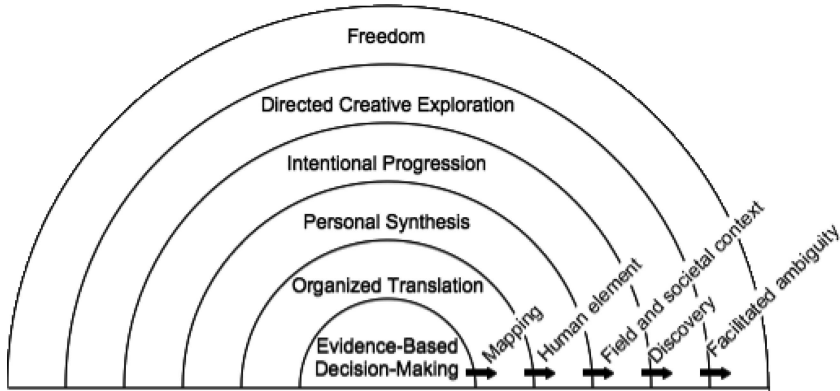 Freedom
Directed Creative Exploration
Intentional Progression
Personal Synthesis
Organized Translation
Evidence-Based
Decision-Making
Mapping
Human element
Field and societal context
Discovery
Facilitated ambiguity